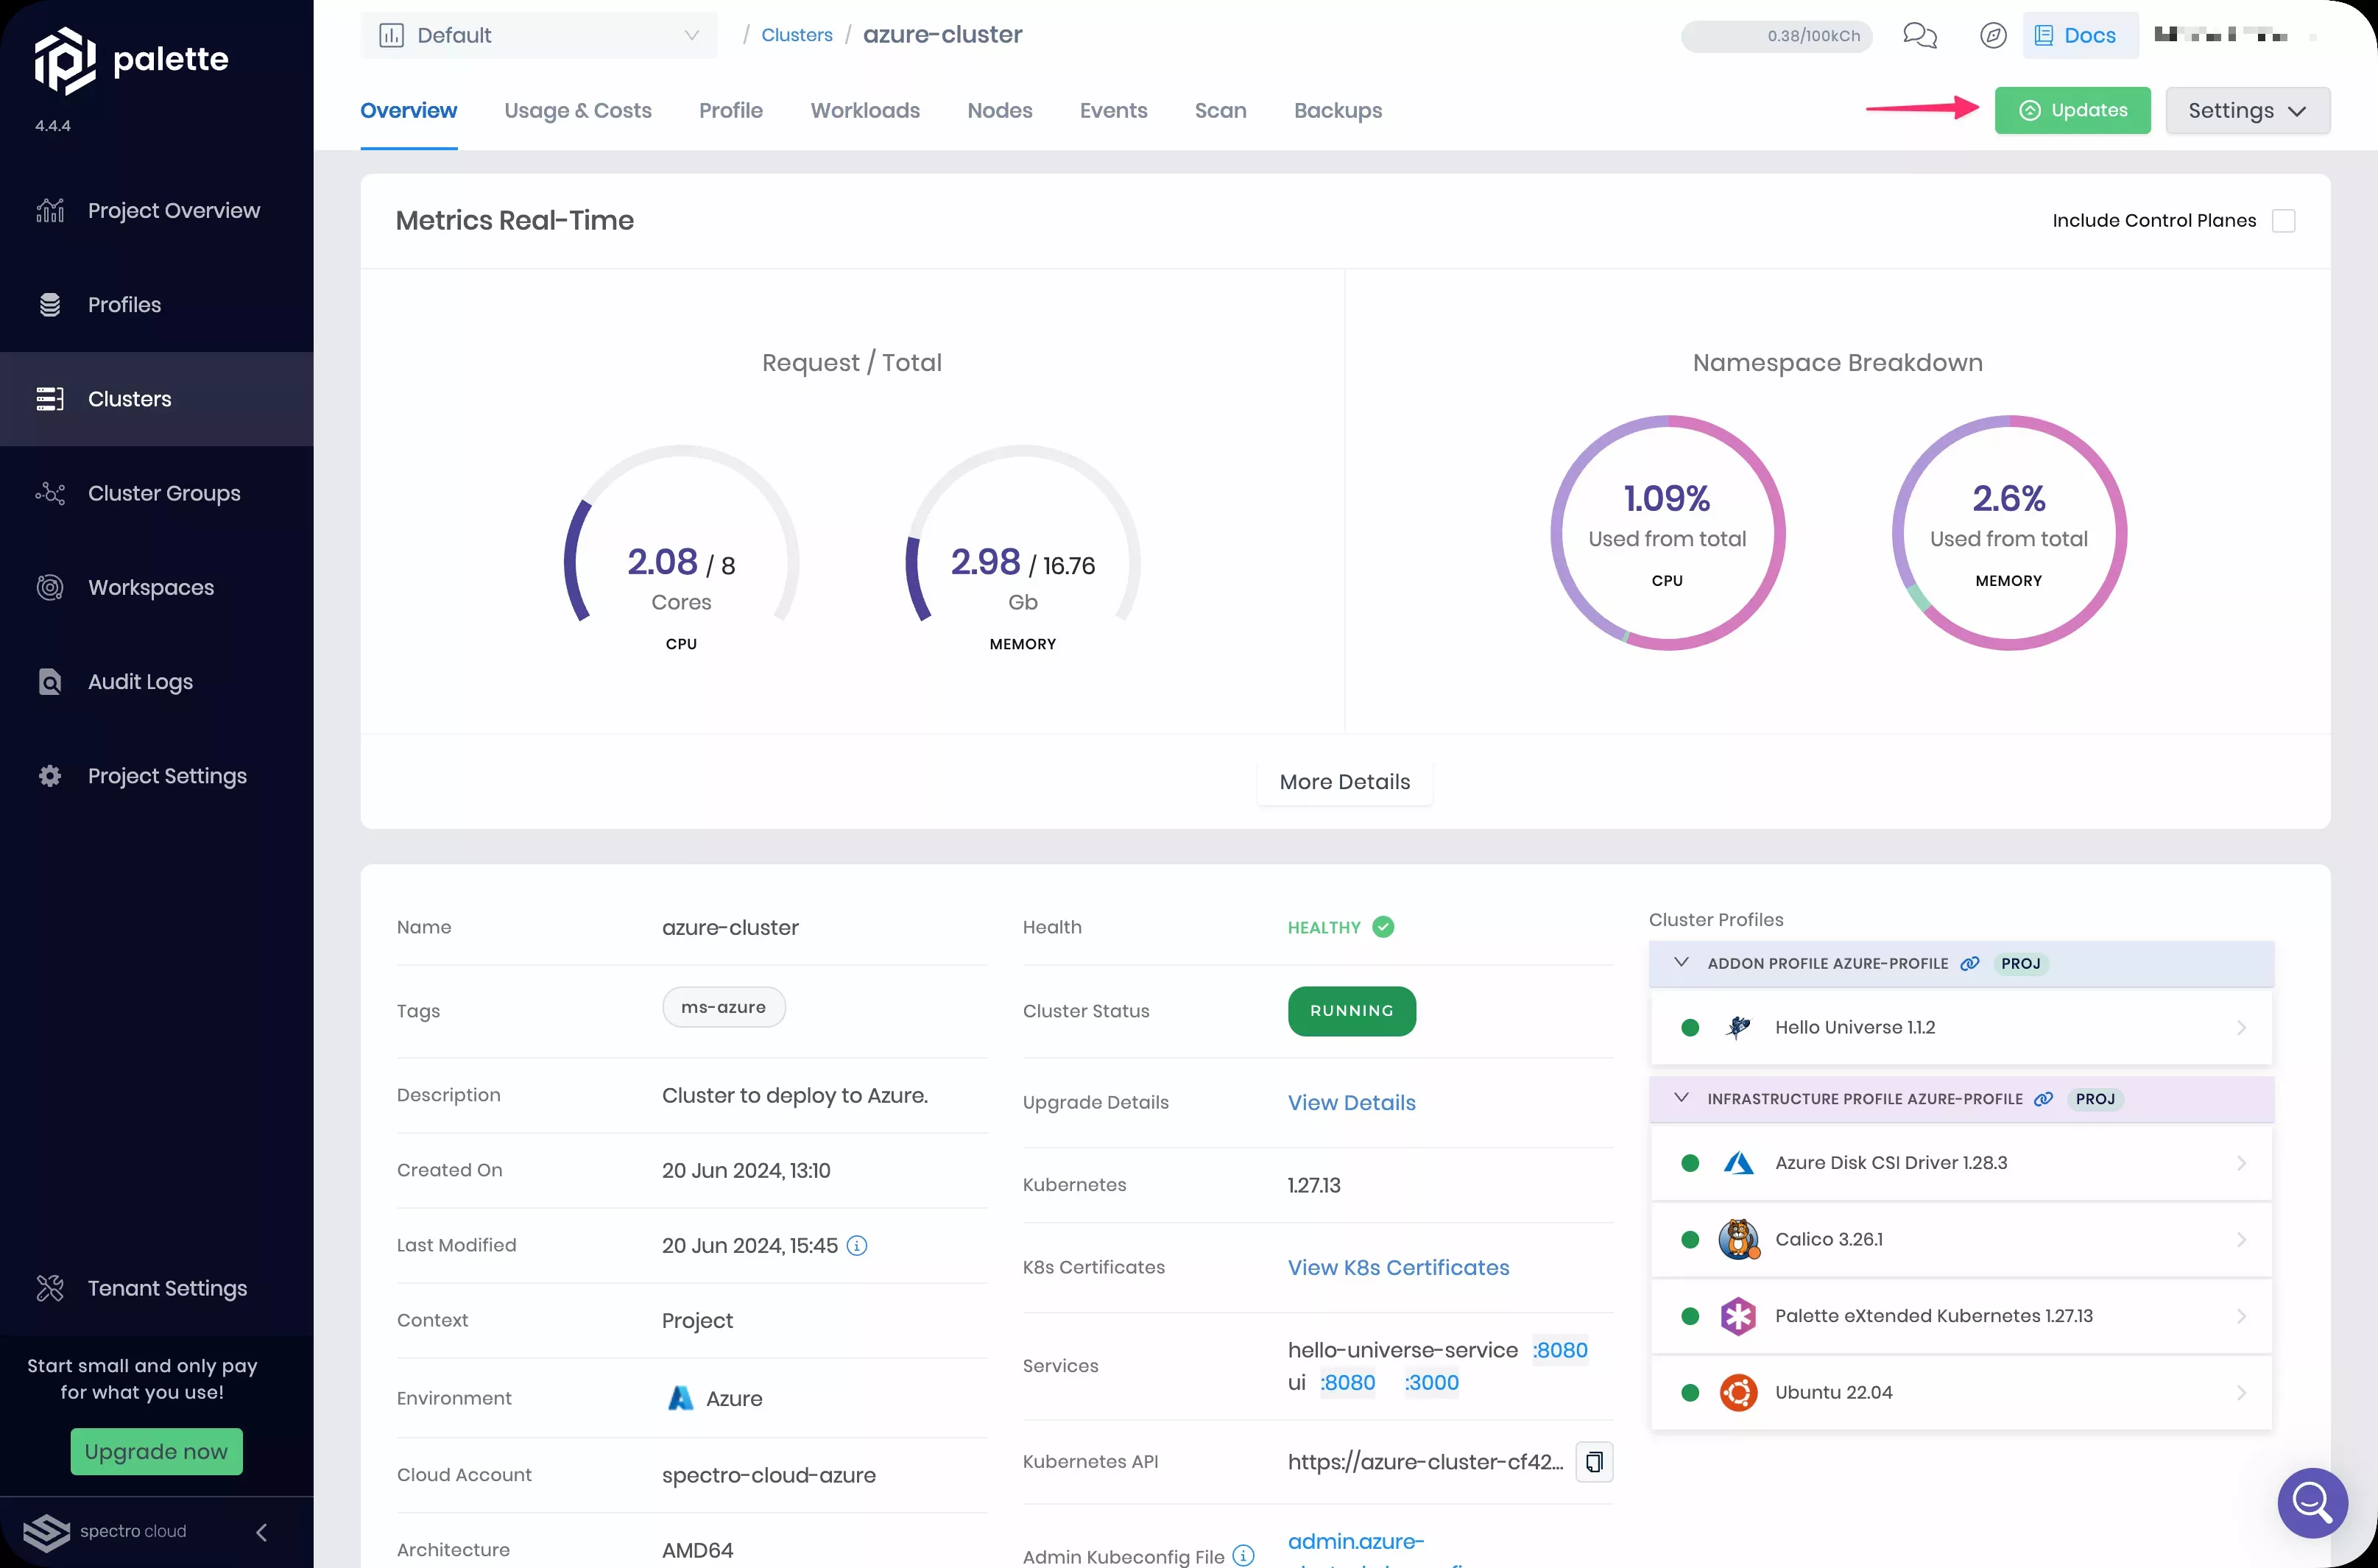 palette
4.4.4
Project Overview
Profiles
Clusters
Cluster Groups
Workspaces
Audit Logs
Project Settings
Tenant Settings
Start small and only pay
for what you use!
Upgrade now
spectro cloud
Default
/ Clusters / azure-cluster
0.38/100kCh
Docs
Overview
Usage & Costs
Profile
Workloads
Nodes
Events
Scan
Backups
Updates
Settings
Metrics Real-Time
Include Control Planes
Request / Total
2.08 / 8
Cores
CPU
2.98 / 16.76
Gb
MEMORY
Namespace Breakdown
1.09%
Used from total
CPU
2.6%
Used from total
MEMORY
More Details
Name azure-cluster
Tags ms-azure
Description Cluster to deploy to Azure.
Created On 20 Jun 2024, 13:10
Last Modified 20 Jun 2024, 15:45
Context Project
Environment Azure
Cloud Account spectro-cloud-azure
Architecture AMD64
Health HEALTHY
Cluster Status RUNNING
Upgrade Details View Details
Kubernetes 1.27.13
K8s Certificates View K8s Certificates
Services hello-universe-service :8080
ui :8080 :3000
Kubernetes API https://azure-cluster-cf42...
Admin Kubeconfig File admin.azure-
Cluster Profiles
ADDON PROFILE AZURE-PROFILE PROJ
Hello Universe 1.1.2
INFRASTRUCTURE PROFILE AZURE-PROFILE PROJ
Azure Disk CSI Driver 1.28.3
Calico 3.26.1
Palette eXtended Kubernetes 1.27.13
Ubuntu 22.04